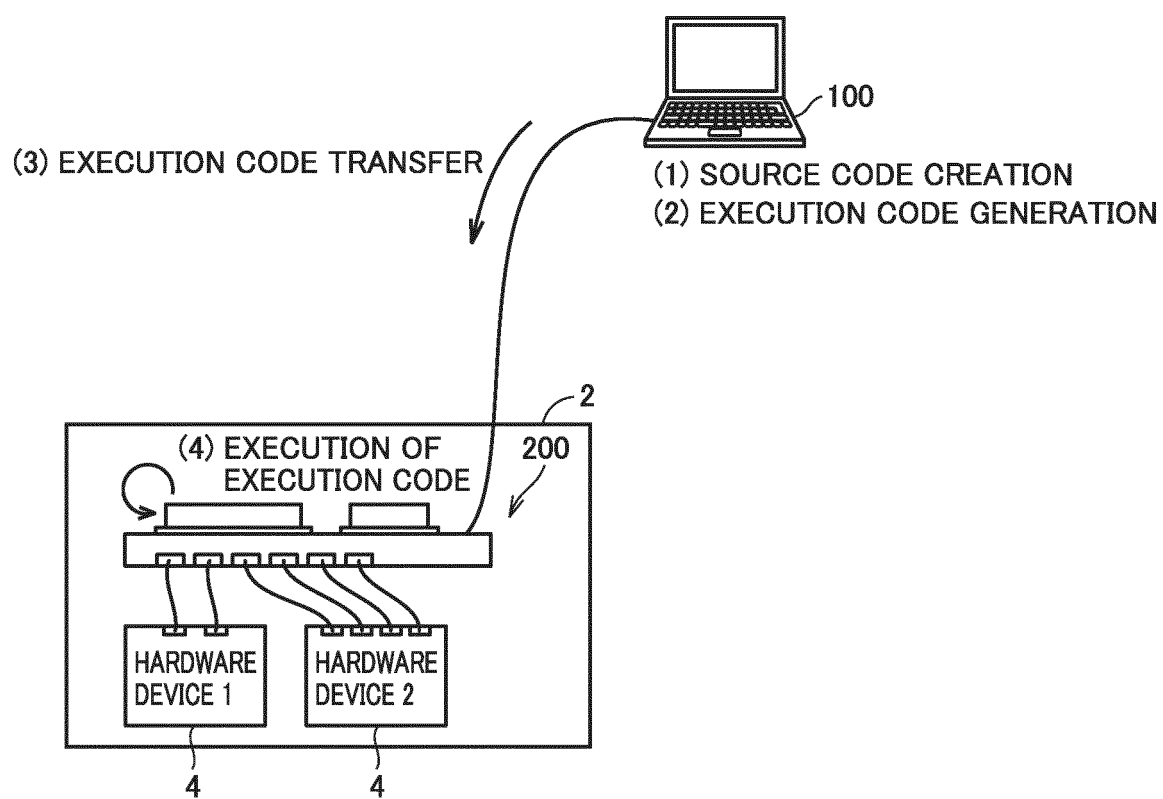 100
(3) EXECUTION CODE TRANSFER
(1) SOURCE CODE CREATION
(2) EXECUTION CODE GENERATION
2
(4) EXECUTION OF
EXECUTION CODE
200
HARDWARE
DEVICE 1
HARDWARE
DEVICE 2
4
4